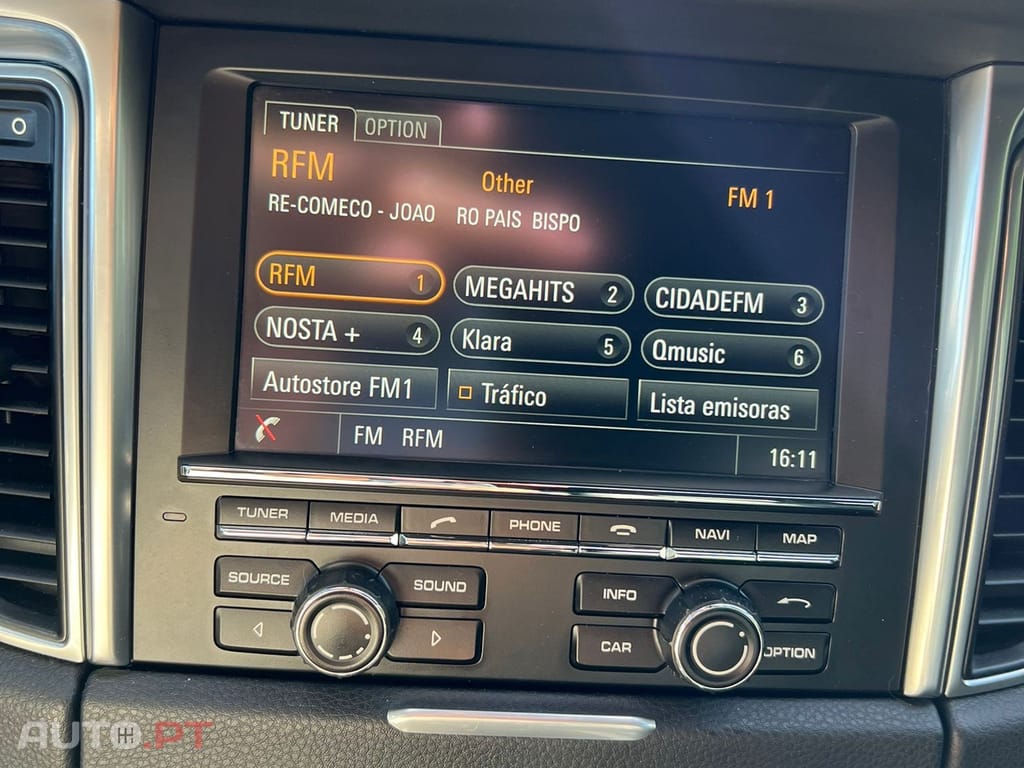 TUNER OPTION
RFM Other FM 1
RE-COMECO - JOAO RO PAIS BISPO
RFM 1 MEGAHITS 2 CIDADEFM 3
NOSTA + 4 Klara 5 Qmusic 6
Autostore FM1 Tráfico Lista emisoras
FM RFM 16:11
TUNER MEDIA PHONE NAVI MAP
SOURCE SOUND INFO
CAR OPTION
AUTO.PT